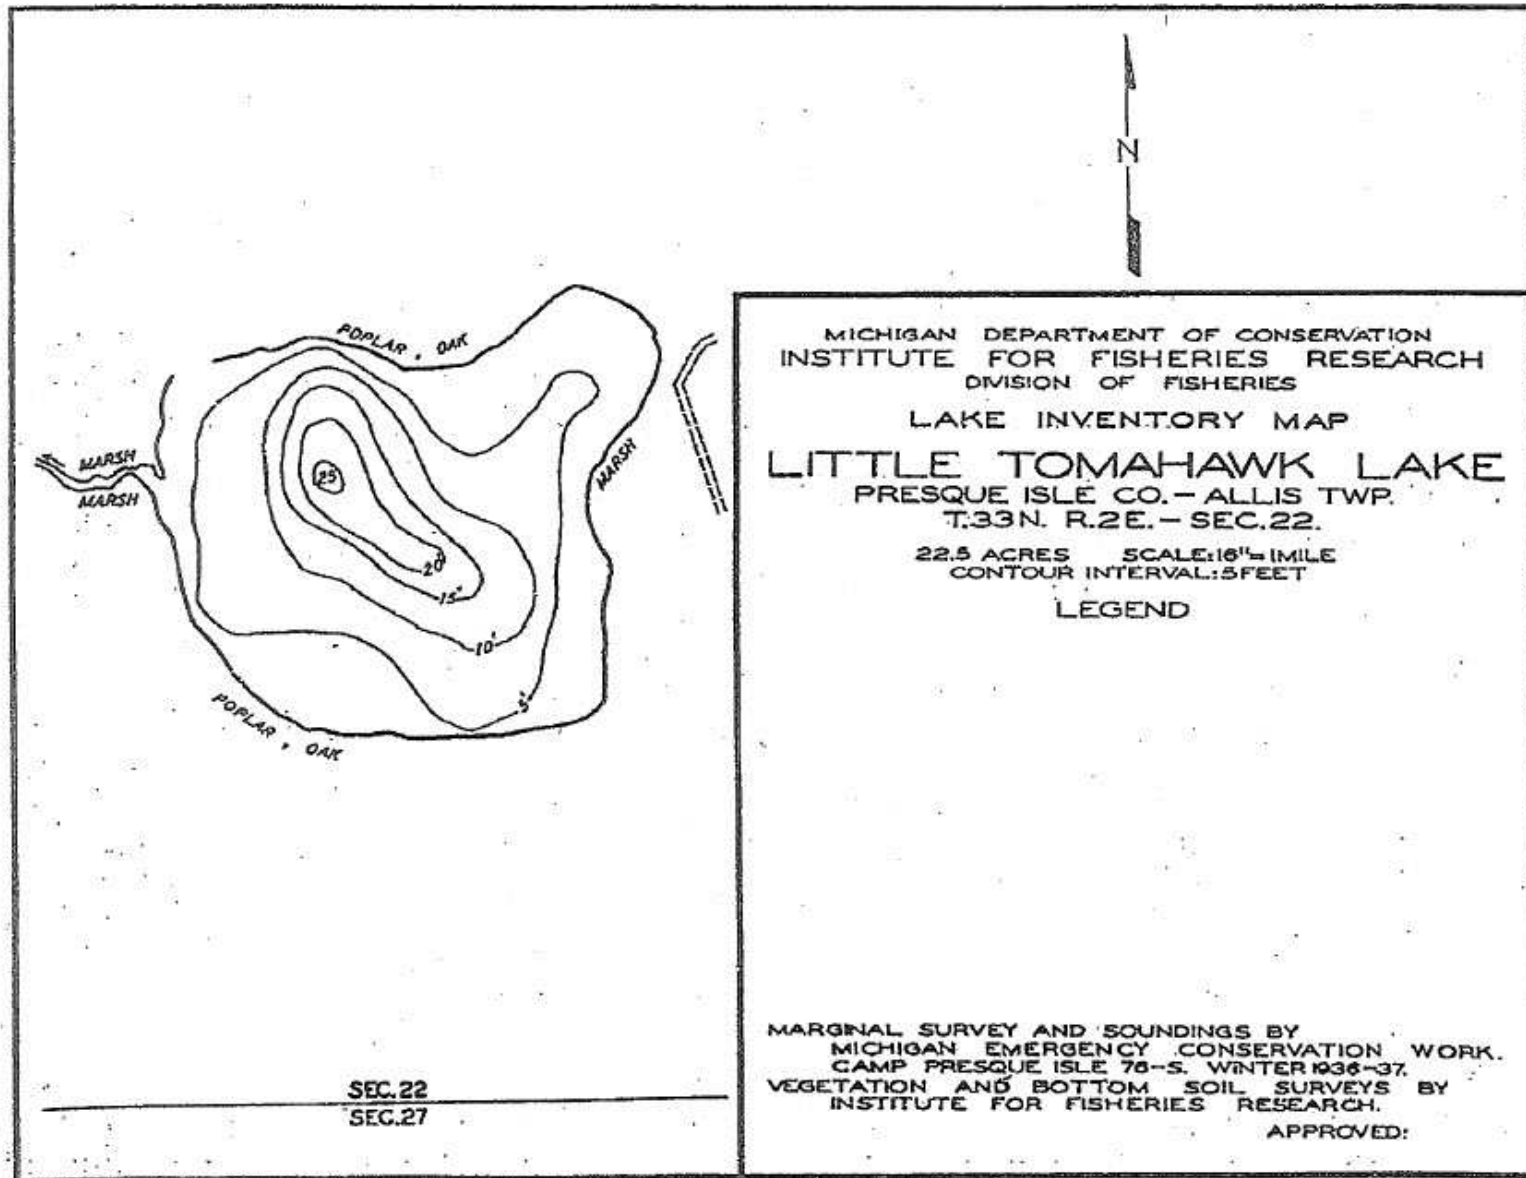 N
POPLAR, OAK
MARSH
MARSH
MARSH
25
20'
15'
10'
5'
POPLAR, OAK
SEC.22
SEC.27
MICHIGAN DEPARTMENT OF CONSERVATION
INSTITUTE FOR FISHERIES RESEARCH
DIVISION OF FISHERIES
LAKE INVENTORY MAP
LITTLE TOMAHAWK LAKE
PRESQUE ISLE CO.-ALLIS TWP.
T.33N. R.2E.-SEC.22.
22.5 ACRES SCALE:16"=1MILE
CONTOUR INTERVAL:5FEET
LEGEND
MARGINAL SURVEY AND SOUNDINGS BY
MICHIGAN EMERGENCY CONSERVATION WORK.
CAMP PRESQUE ISLE 76-S. WINTER 1936-37.
VEGETATION AND BOTTOM SOIL SURVEYS BY
INSTITUTE FOR FISHERIES RESEARCH.
APPROVED: